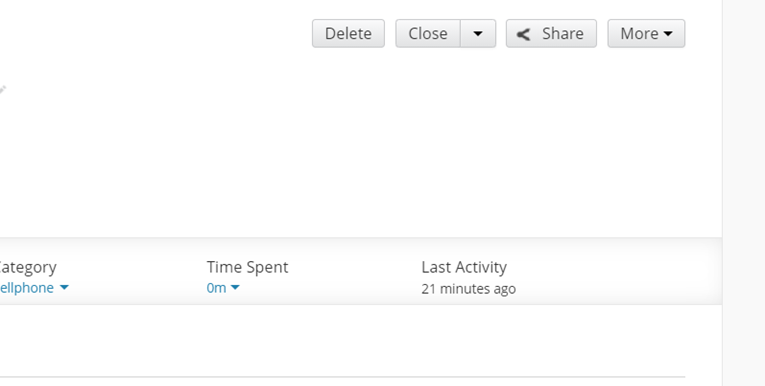 Delete Close Share More
ategory Time Spent Last Activity
ellphone 0m 21 minutes ago